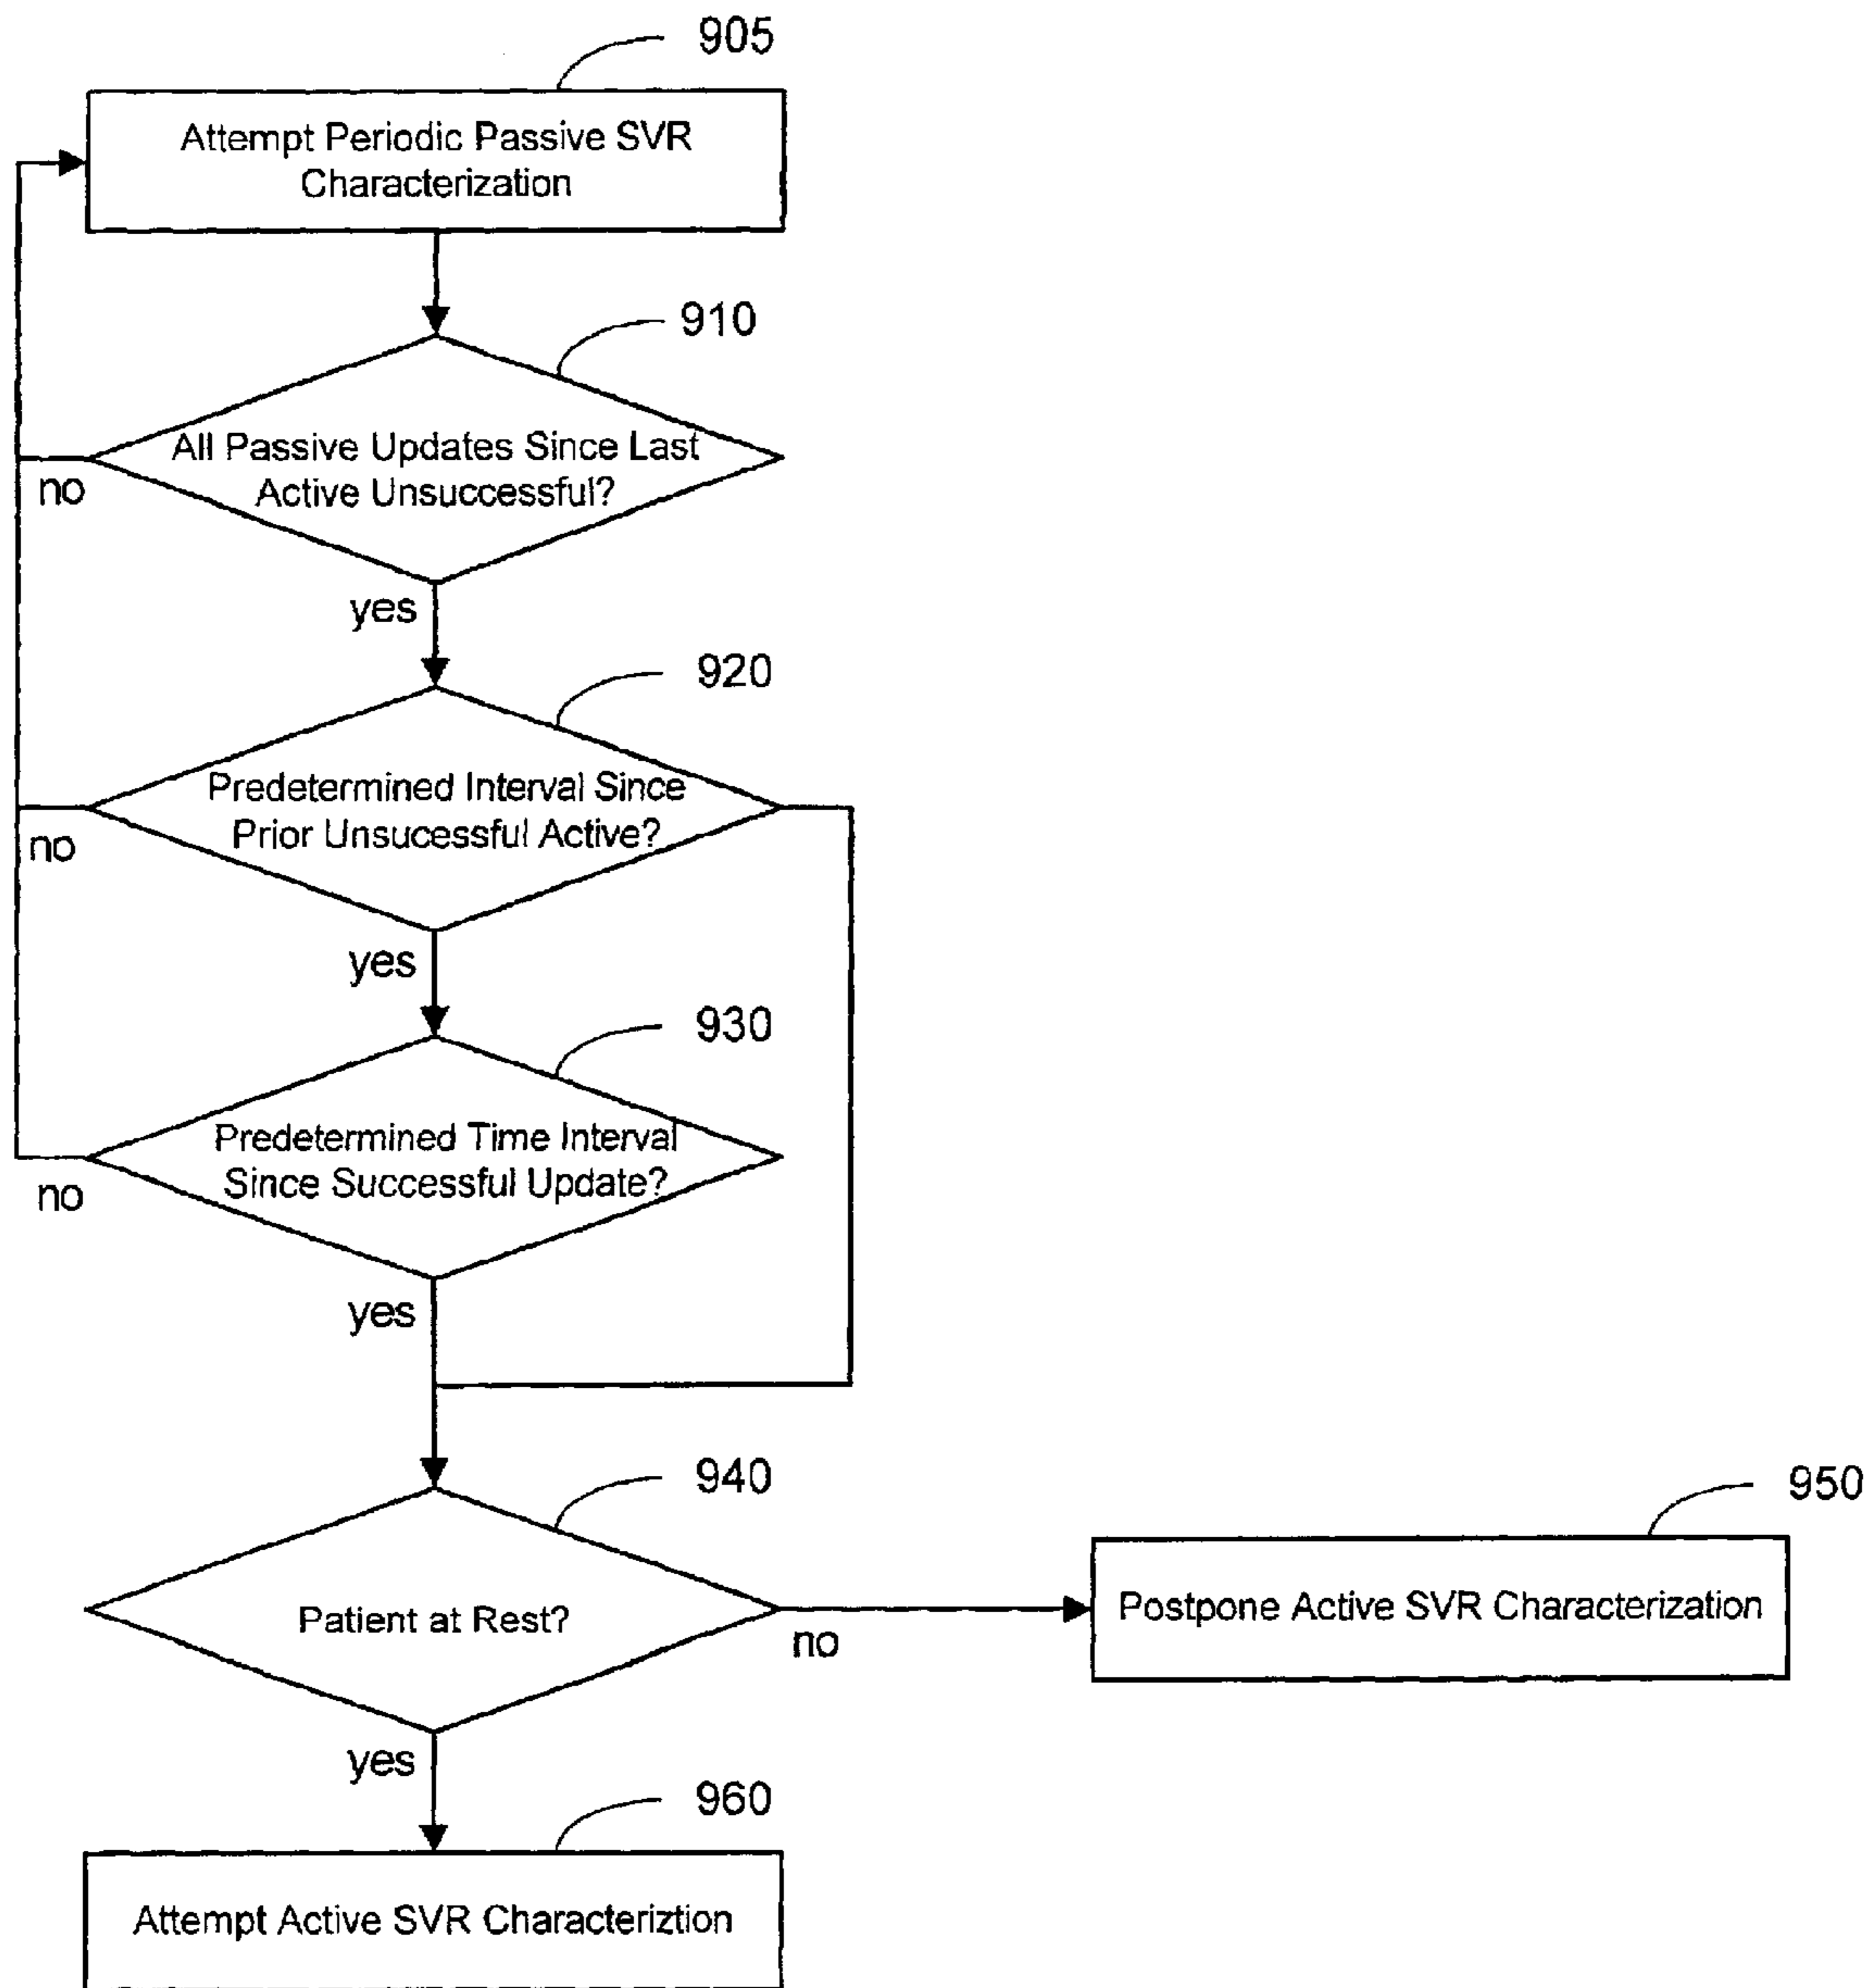 905
Attempt Periodic Passive SVR
Characterization
910
All Passive Updates Since Last
Active Unsuccessful?
no
yes
920
Predetermined Interval Since
Prior Unsucessful Active?
no
yes
930
Predetermined Time Interval
Since Successful Update?
no
yes
940
Patient at Rest?
no
950
Postpone Active SVR Characterization
yes
960
Attempt Active SVR Characteriztion